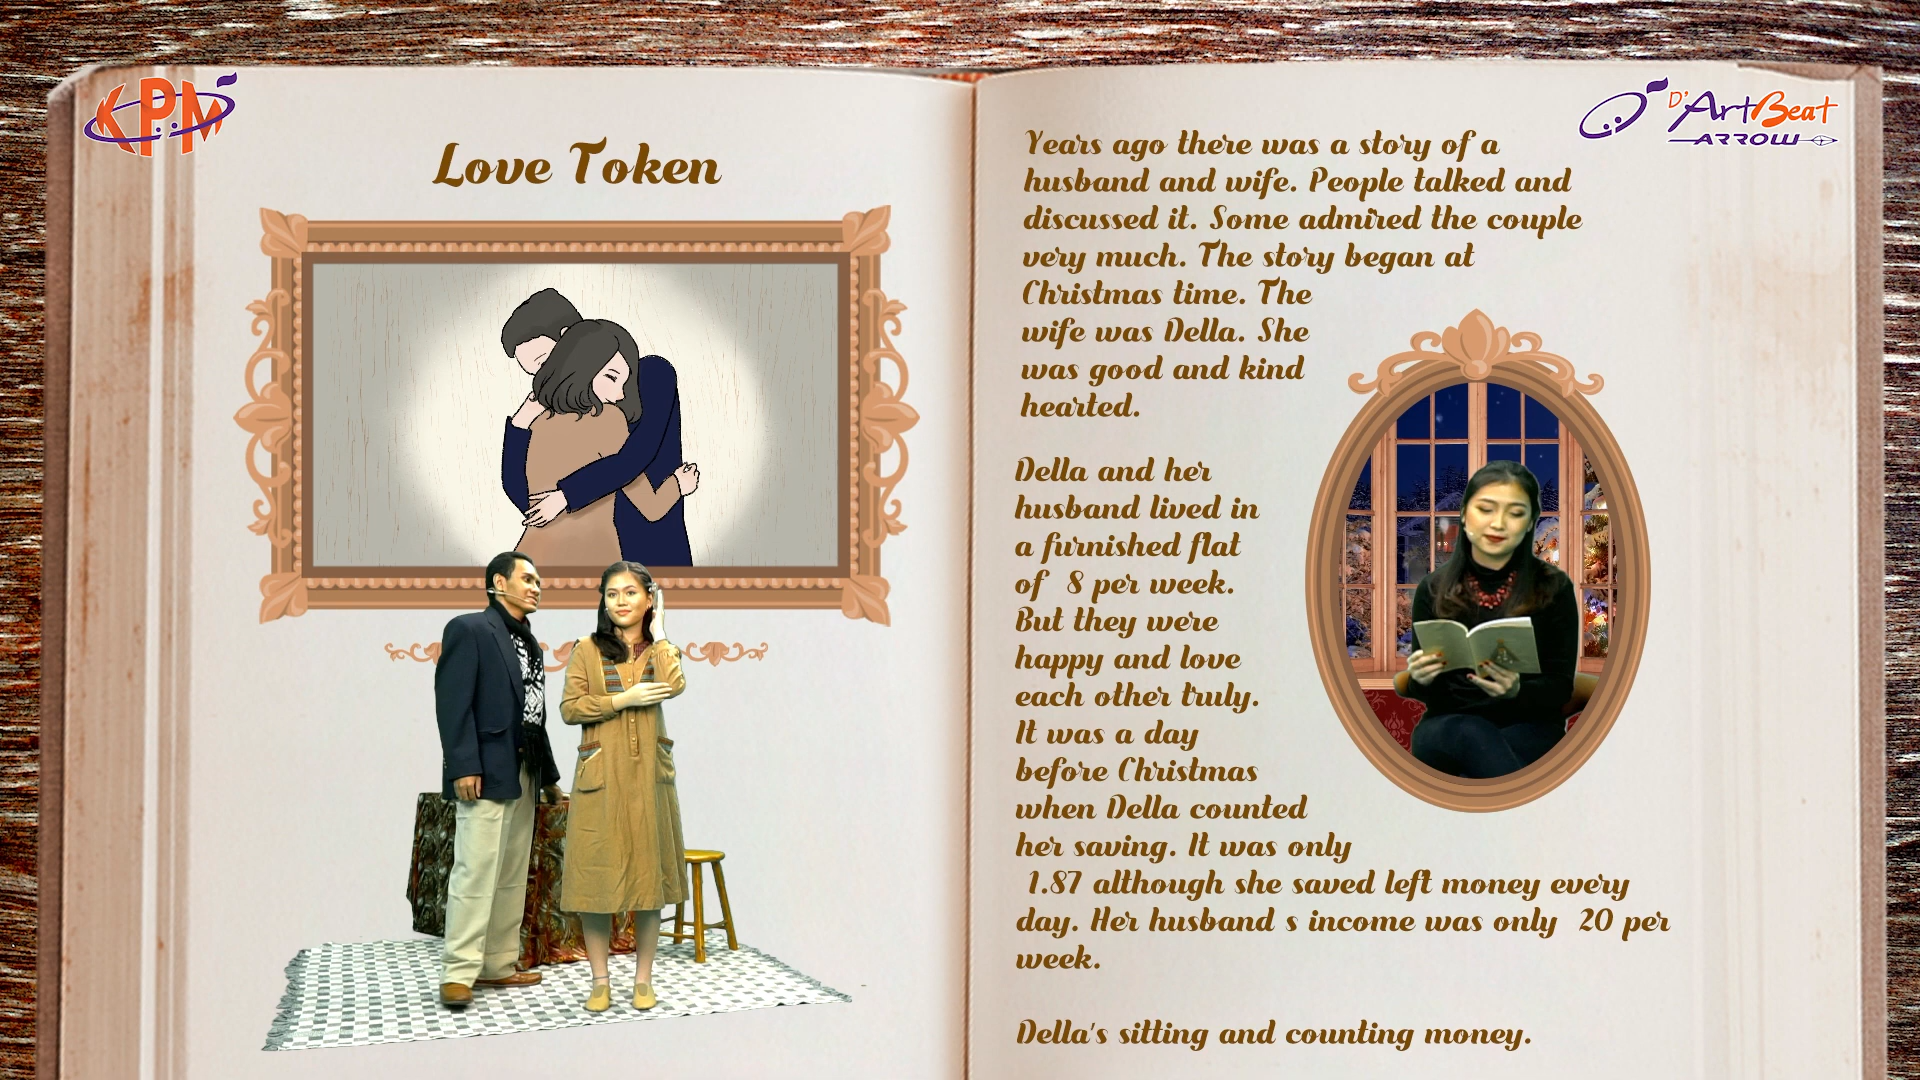 KPM
D' ArtBeat
ARROW
Love Token
Years ago there was a story of a
husband and wife. People talked and
discussed it. Some admired the couple
very much. The story began at
Christmas time. The
wife was Della. She
was good and kind
hearted.
Della and her
husband lived in
a furnished flat
of 8 per week.
But they were
happy and love
each other truly.
It was a day
before Christmas
when Della counted
her saving. It was only
1.87 although she saved left money every
day. Her husband s income was only 20 per
week.
Della's sitting and counting money.